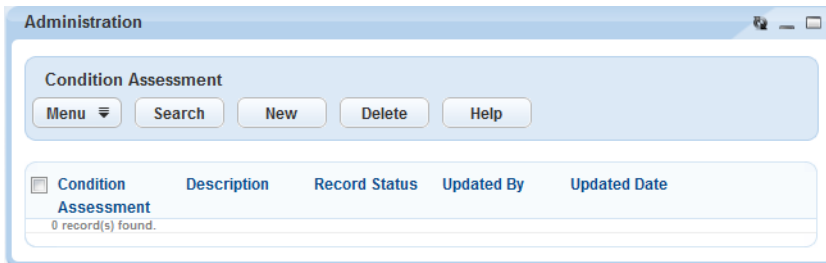 Administration
Condition Assessment
Menu Search New Delete Help
Condition Assessment Description Record Status Updated By Updated Date
0 record(s) found.